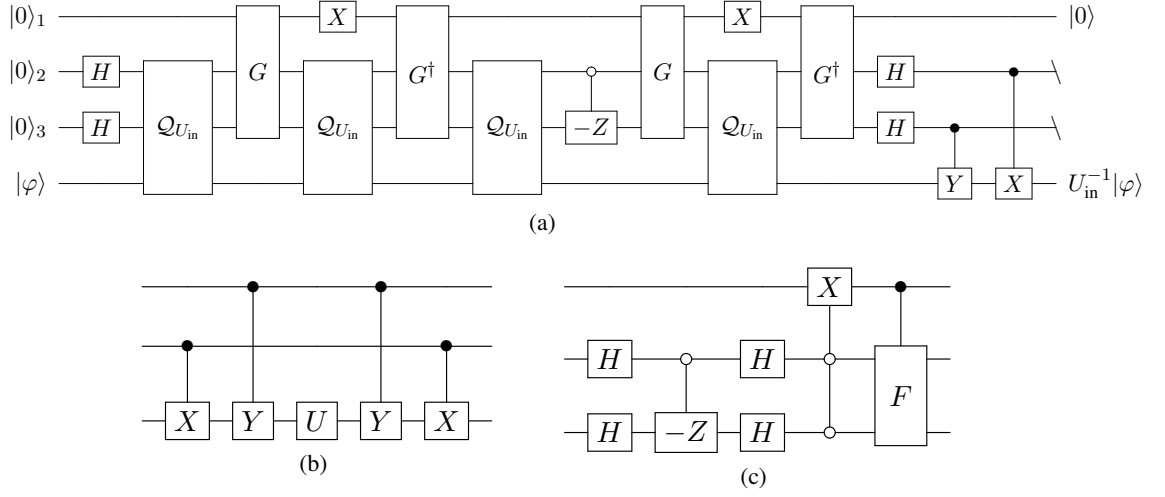 |0⟩₁ X X |0⟩
|0⟩₂ H G G† G G† H
|0⟩₃ H 𝒬_{U_in} 𝒬_{U_in} 𝒬_{U_in} −Z 𝒬_{U_in} H
|φ⟩ Y X U_in^{-1}|φ⟩
(a)
X Y U Y X
(b)
X
H H F
H −Z H
(c)